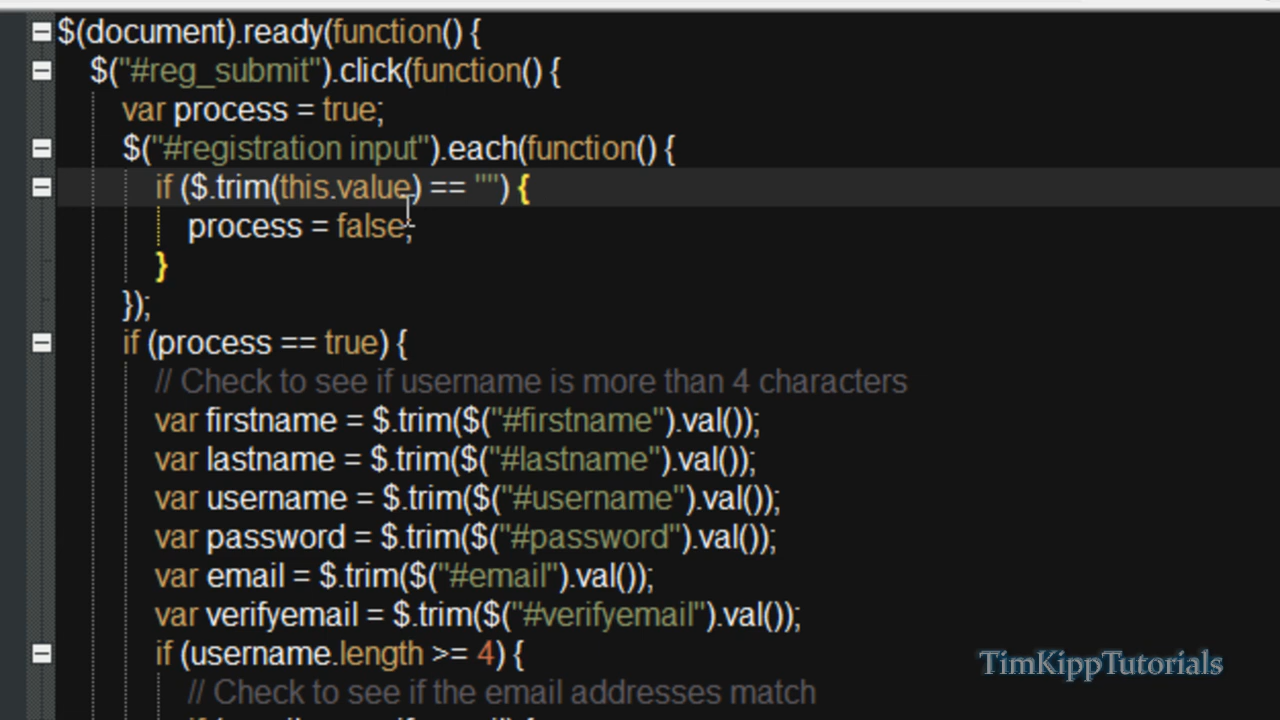 $(document).ready(function() {
$("#reg_submit").click(function() {
var process = true;
$("#registration input").each(function() {
if ($.trim(this.value) == "") {
process = false;
}
});
if (process == true) {
// Check to see if username is more than 4 characters
var firstname = $.trim($("#firstname").val());
var lastname = $.trim($("#lastname").val());
var username = $.trim($("#username").val());
var password = $.trim($("#password").val());
var email = $.trim($("#email").val());
var verifyemail = $.trim($("#verifyemail").val());
if (username.length >= 4) {
// Check to see if the email addresses match
TimKippTutorials